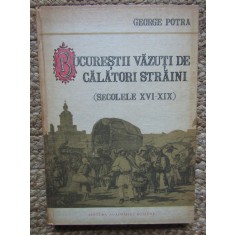 GEORGE POTRA
BUCUREȘTII VĂZUȚI DE
CĂLĂTORI STRĂINI
(SECOLELE XVI-XIX)